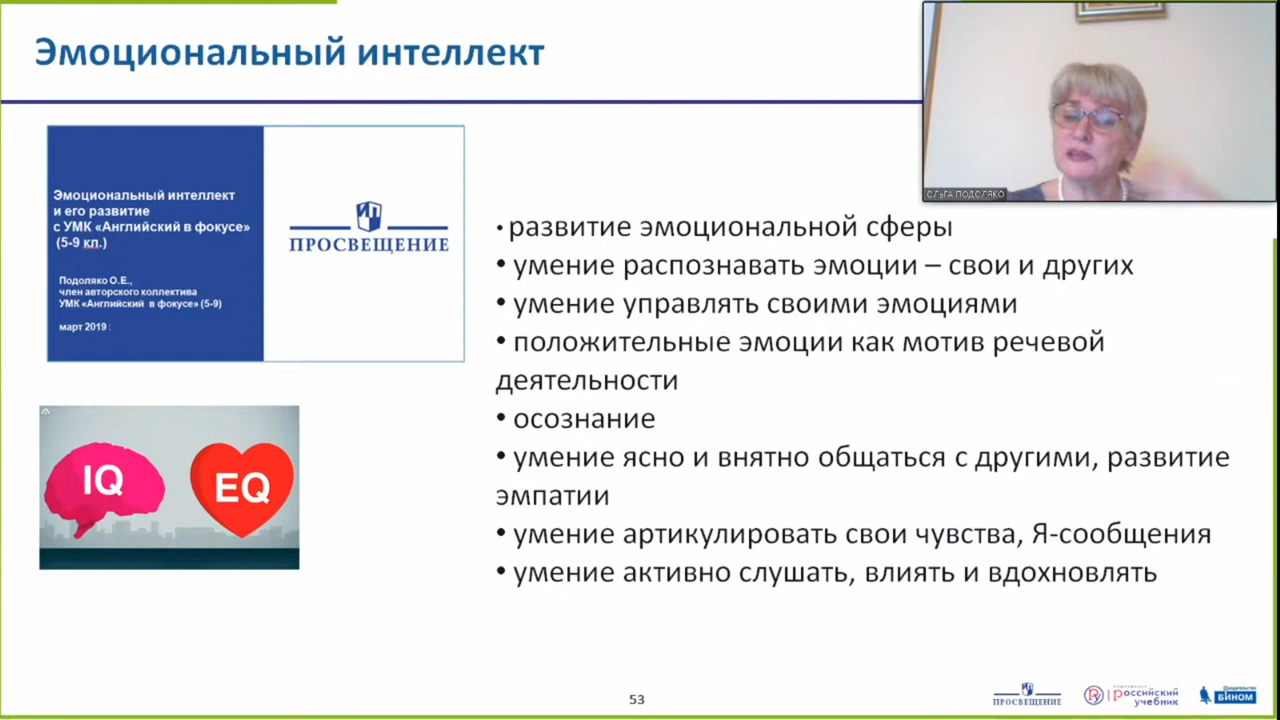 Эмоциональный интеллект
ОЛЬГА ПОДОЛЯКО
Эмоциональный интеллект
и его развитие
с УМК «Английский в фокусе»
(5-9 кл.)
Подоляко О.Е.,
член авторского коллектива
УМК «Английский в фокусе» (5-9)
март 2019
ПРОСВЕЩЕНИЕ
• развитие эмоциональной сферы
• умение распознавать эмоции – свои и других
• умение управлять своими эмоциями
• положительные эмоции как мотив речевой
деятельности
• осознание
• умение ясно и внятно общаться с другими, развитие
эмпатии
• умение артикулировать свои чувства, Я-сообщения
• умение активно слушать, влиять и вдохновлять
IQ
EQ
53
ПРОСВЕЩЕНИЕ
российский
учебник
БИНОМ